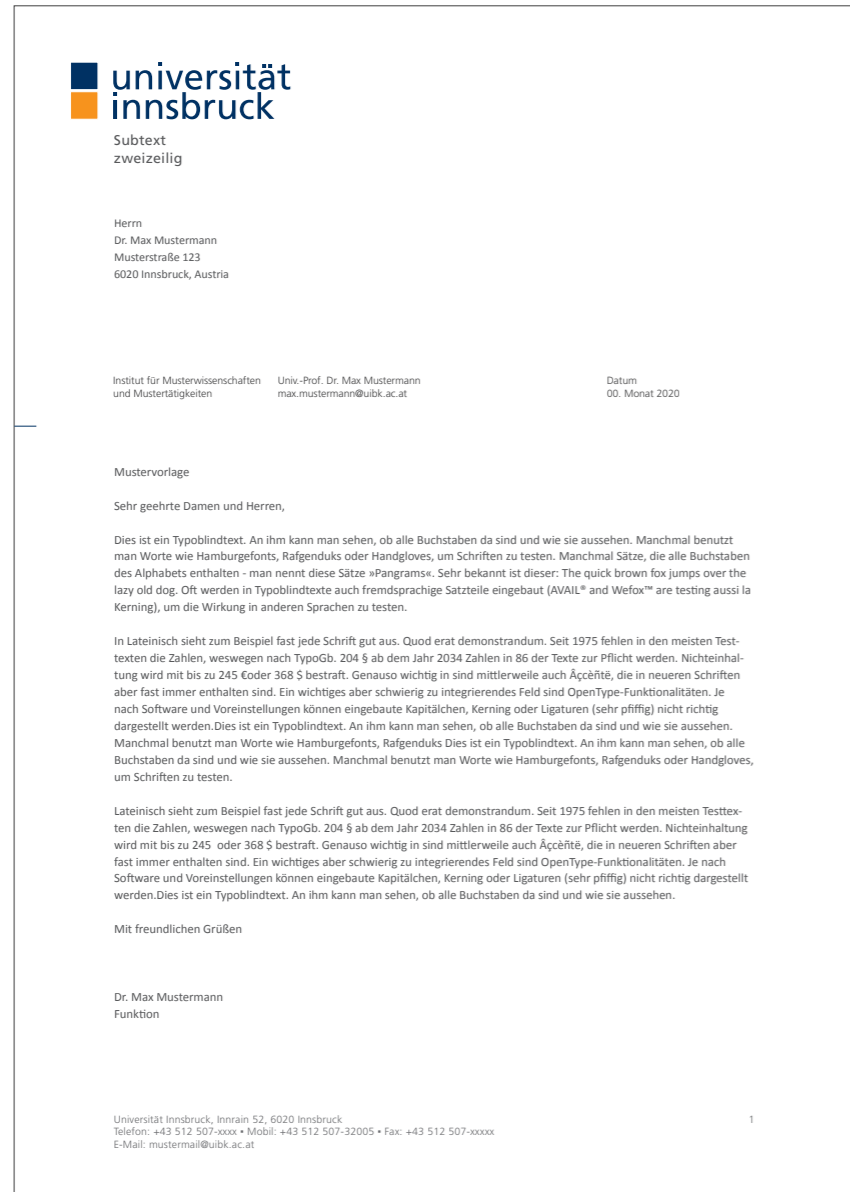 universität
innsbruck
Subtext
zweizeilig
Herrn
Dr. Max Mustermann
Musterstraße 123
6020 Innsbruck, Austria
Institut für Musterwissenschaften
und Mustertätigkeiten
Univ.-Prof. Dr. Max Mustermann
max.mustermann@uibk.ac.at
Datum
00. Monat 2020
Mustervorlage
Sehr geehrte Damen und Herren,
Dies ist ein Typoblindtext. An ihm kann man sehen, ob alle Buchstaben da sind und wie sie aussehen. Manchmal benutzt
man Worte wie Hamburgefonts, Rafgenduks oder Handgloves, um Schriften zu testen. Manchmal Sätze, die alle Buchstaben
des Alphabets enthalten - man nennt diese Sätze »Pangrams«. Sehr bekannt ist dieser: The quick brown fox jumps over the
lazy old dog. Oft werden in Typoblindtexte auch fremdsprachige Satzteile eingebaut (AVAIL® and Wefox™ are testing aussi la
Kerning), um die Wirkung in anderen Sprachen zu testen.
In Lateinisch sieht zum Beispiel fast jede Schrift gut aus. Quod erat demonstrandum. Seit 1975 fehlen in den meisten Test-
texten die Zahlen, weswegen nach TypoGb. 204 § ab dem Jahr 2034 Zahlen in 86 der Texte zur Pflicht werden. Nichteinhal-
tung wird mit bis zu 245 €oder 368 $ bestraft. Genauso wichtig in sind mittlerweile auch Âçcèñtë, die in neueren Schriften
aber fast immer enthalten sind. Ein wichtiges aber schwierig zu integrierendes Feld sind OpenType-Funktionalitäten. Je
nach Software und Voreinstellungen können eingebaute Kapitälchen, Kerning oder Ligaturen (sehr pfiffig) nicht richtig
dargestellt werden.Dies ist ein Typoblindtext. An ihm kann man sehen, ob alle Buchstaben da sind und wie sie aussehen.
Manchmal benutzt man Worte wie Hamburgefonts, Rafgenduks Dies ist ein Typoblindtext. An ihm kann man sehen, ob alle
Buchstaben da sind und wie sie aussehen. Manchmal benutzt man Worte wie Hamburgefonts, Rafgenduks oder Handgloves,
um Schriften zu testen.
Lateinisch sieht zum Beispiel fast jede Schrift gut aus. Quod erat demonstrandum. Seit 1975 fehlen in den meisten Testtex-
ten die Zahlen, weswegen nach TypoGb. 204 § ab dem Jahr 2034 Zahlen in 86 der Texte zur Pflicht werden. Nichteinhaltung
wird mit bis zu 245  oder 368 $ bestraft. Genauso wichtig in sind mittlerweile auch Âçcèñtë, die in neueren Schriften aber
fast immer enthalten sind. Ein wichtiges aber schwierig zu integrierendes Feld sind OpenType-Funktionalitäten. Je nach
Software und Voreinstellungen können eingebaute Kapitälchen, Kerning oder Ligaturen (sehr pfiffig) nicht richtig dargestellt
werden.Dies ist ein Typoblindtext. An ihm kann man sehen, ob alle Buchstaben da sind und wie sie aussehen.
Mit freundlichen Grüßen
Dr. Max Mustermann
Funktion
Universität Innsbruck, Innrain 52, 6020 Innsbruck
Telefon: +43 512 507-xxxx ▪ Mobil: +43 512 507-32005 ▪ Fax: +43 512 507-xxxxx
E-Mail: mustermail@uibk.ac.at
1